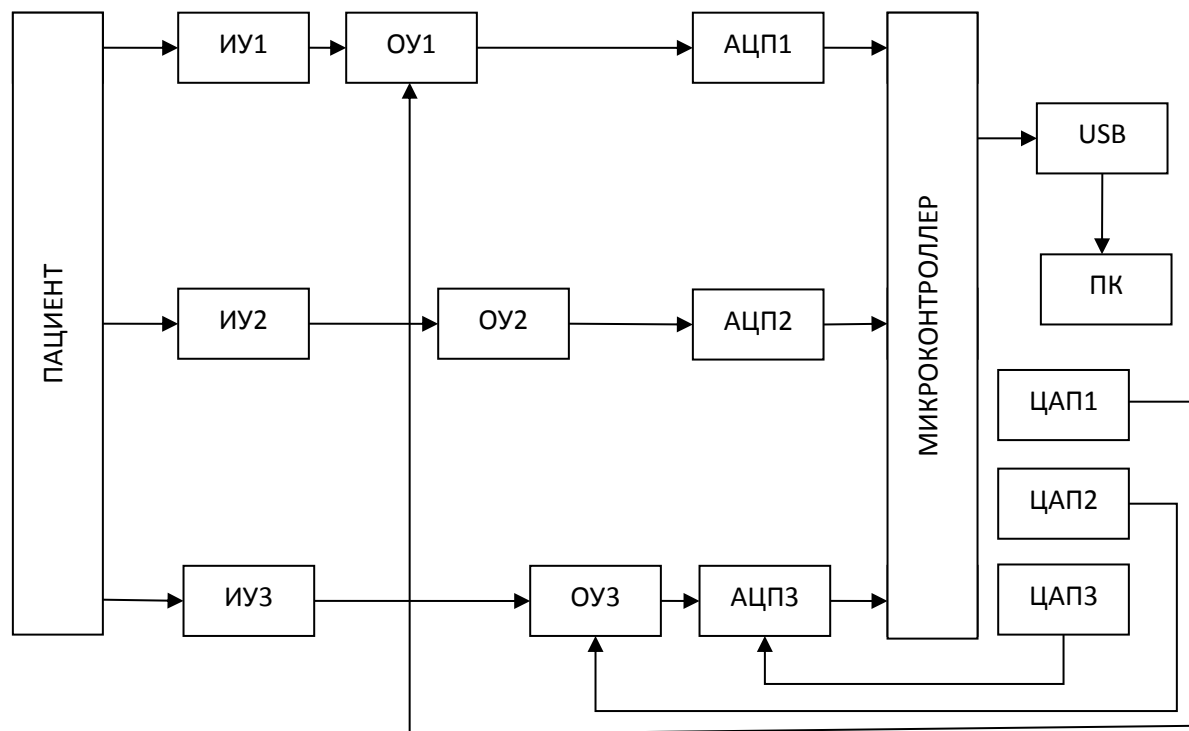 ИУ1
ОУ1
АЦП1
USB
ПАЦИЕНТ
МИКРОКОНТРОЛЛЕР
ПК
ИУ2
ОУ2
АЦП2
ЦАП1
ЦАП2
ИУ3
ОУ3
АЦП3
ЦАП3